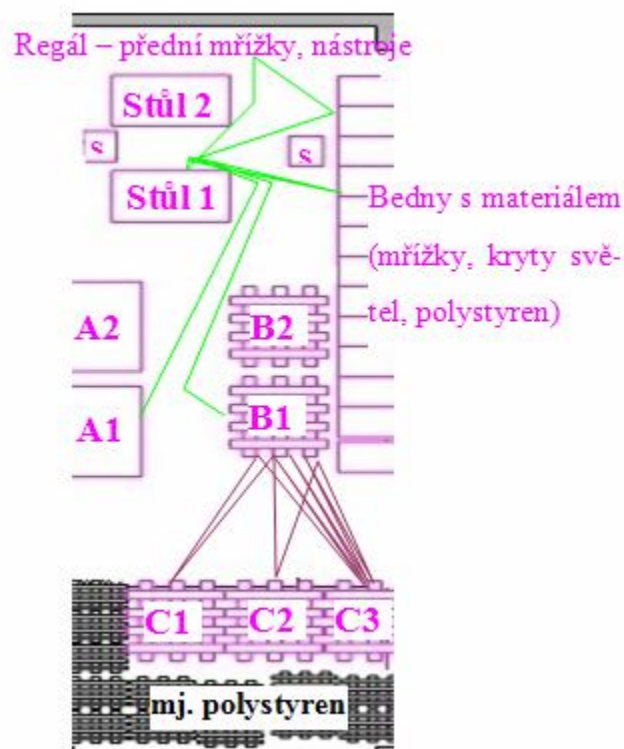 Regál – přední mřížky, nástroje
Stůl 2
s
s
Stůl 1
Bedny s materiálem
(mřížky, kryty svě-
tel, polystyren)
A2
B2
A1
B1
C1
C2
C3
mj. polystyren